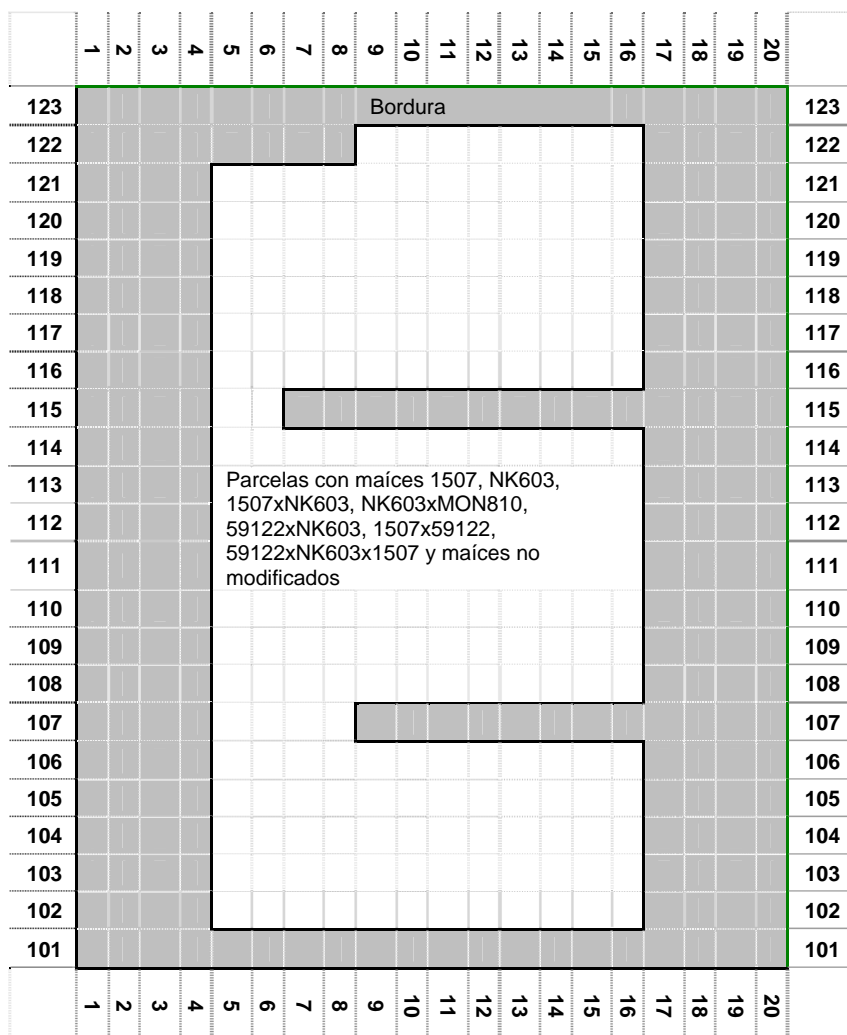 1 2 3 4 5 6 7 8 9 10 11 12 13 14 15 16 17 18 19 20
123 Bordura 123
122 122
121 121
120 120
119 119
118 118
117 117
116 116
115 115
114 114
113 Parcelas con maíces 1507, NK603, 113
1507xNK603, NK603xMON810,
112 59122xNK603, 1507x59122, 112
59122xNK603x1507 y maíces no
111 modificados 111
110 110
109 109
108 108
107 107
106 106
105 105
104 104
103 103
102 102
101 101
1 2 3 4 5 6 7 8 9 10 11 12 13 14 15 16 17 18 19 20